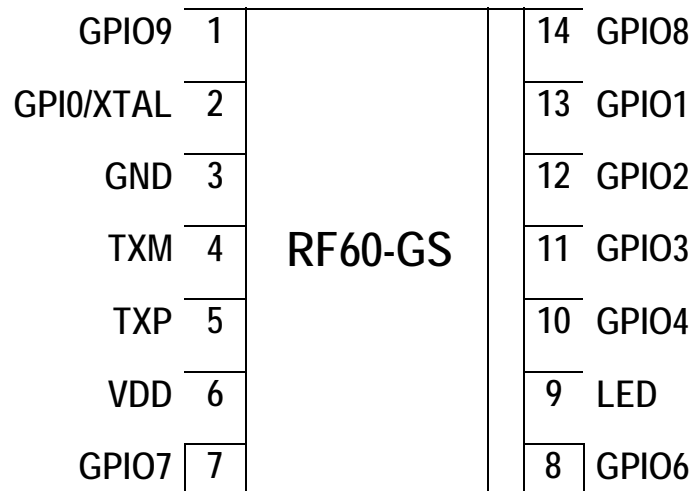 GPIO9 1 14 GPIO8
GPI0/XTAL 2 13 GPIO1
GND 3 12 GPIO2
TXM 4 RF60-GS 11 GPIO3
TXP 5 10 GPIO4
VDD 6 9 LED
GPIO7 7 8 GPIO6